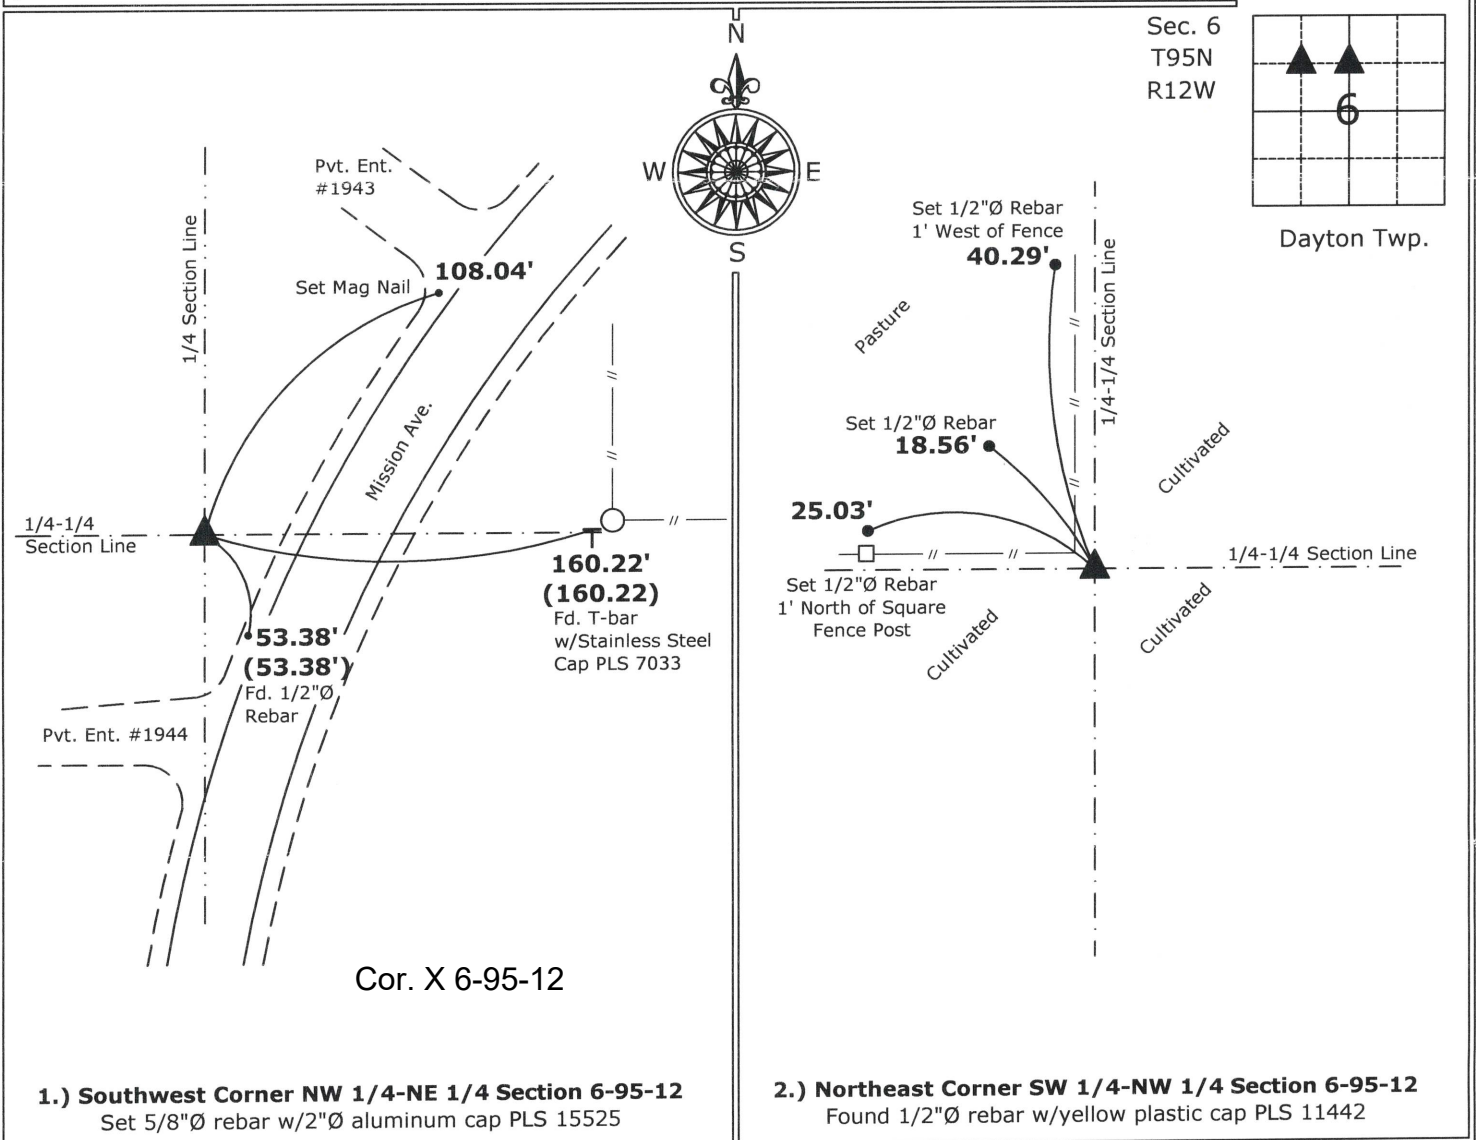 N
W
E
S
Sec. 6
T95N
R12W
6
Dayton Twp.
Pvt. Ent.
#1943
1/4 Section Line
108.04'
Set Mag Nail
Mission Ave.
1/4-1/4
Section Line
160.22'
(160.22)
Fd. T-bar
w/Stainless Steel
Cap PLS 7033
53.38'
(53.38')
Fd. 1/2"Ø
Rebar
Pvt. Ent. #1944
Cor. X 6-95-12
1.) Southwest Corner NW 1/4-NE 1/4 Section 6-95-12
Set 5/8"Ø rebar w/2"Ø aluminum cap PLS 15525
Set 1/2"Ø Rebar
1' West of Fence
40.29'
1/4-1/4 Section Line
Pasture
Set 1/2"Ø Rebar
18.56'
Cultivated
25.03'
1/4-1/4 Section Line
Set 1/2"Ø Rebar
1' North of Square
Fence Post
Cultivated
Cultivated
2.) Northeast Corner SW 1/4-NW 1/4 Section 6-95-12
Found 1/2"Ø rebar w/yellow plastic cap PLS 11442